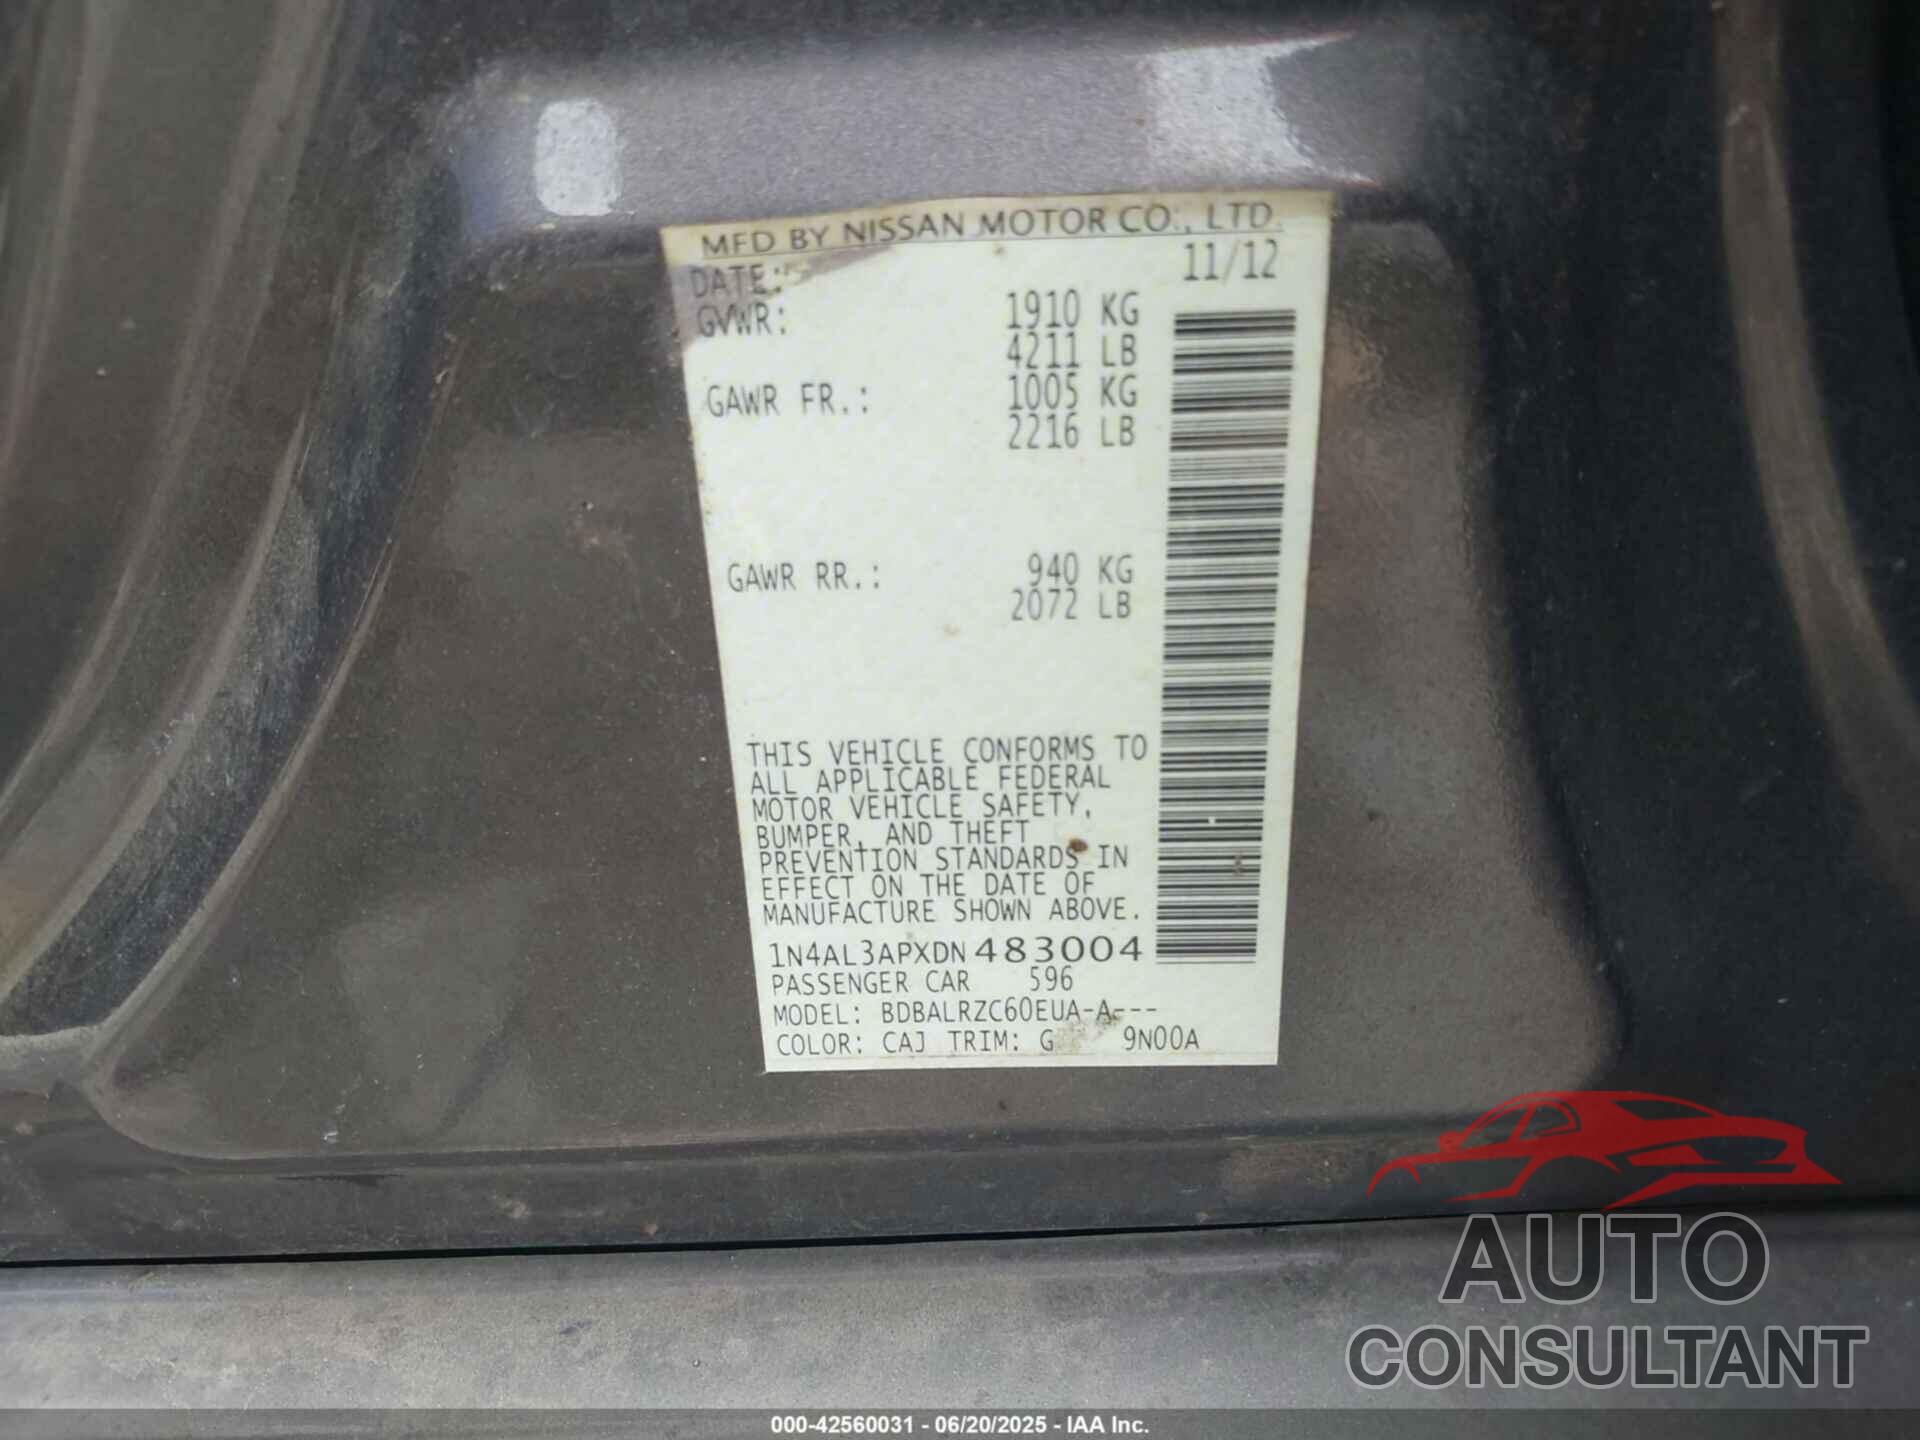 MFD BY NISSAN MOTOR CO., LTD.
DATE: 11/12
GVWR: 1910 KG
4211 LB
GAWR FR.: 1005 KG
2216 LB
GAWR RR.: 940 KG
2072 LB
THIS VEHICLE CONFORMS TO
ALL APPLICABLE FEDERAL
MOTOR VEHICLE SAFETY,
BUMPER, AND THEFT
PREVENTION STANDARDS IN
EFFECT ON THE DATE OF
MANUFACTURE SHOWN ABOVE.
1N4AL3APXDN483004
PASSENGER CAR 596
MODEL: BDBALRZC60EUA-A---
COLOR: CAJ TRIM: G 9N00A
AUTO
CONSULTANT
000-42560031 - 06/20/2025 - IAA Inc.